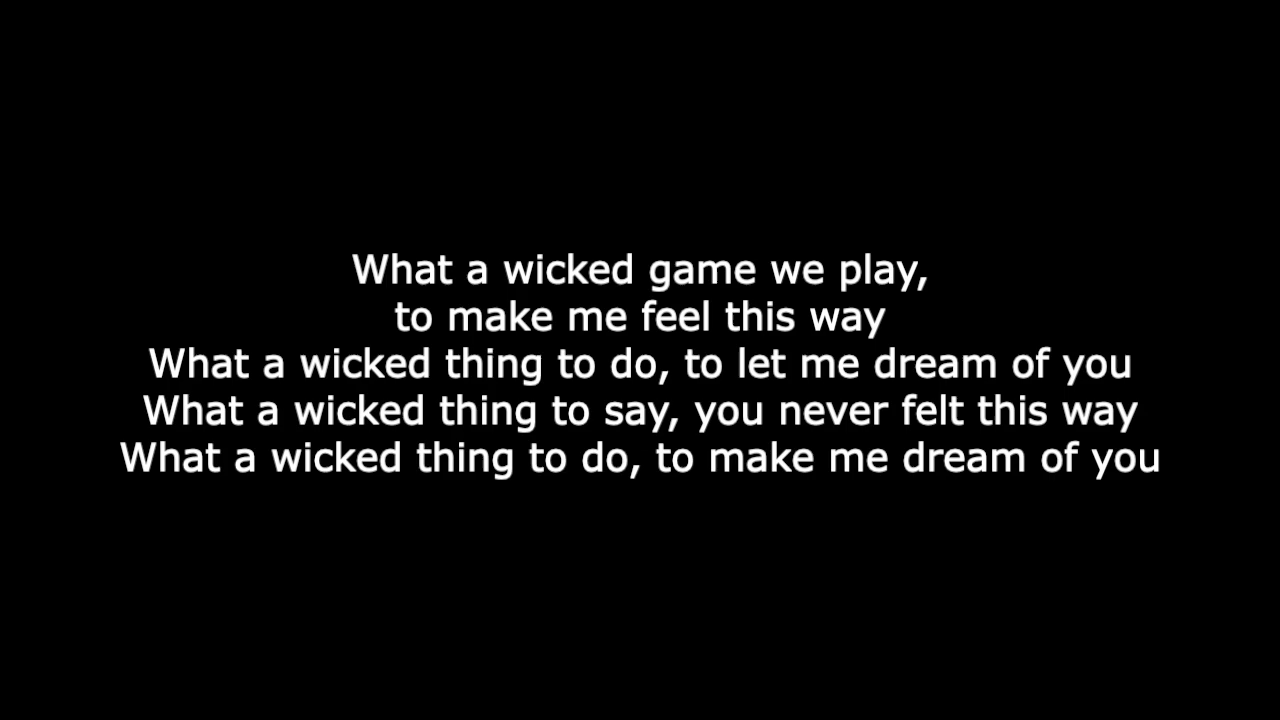 What a wicked game we play,
to make me feel this way
What a wicked thing to do, to let me dream of you
What a wicked thing to say, you never felt this way
What a wicked thing to do, to make me dream of you